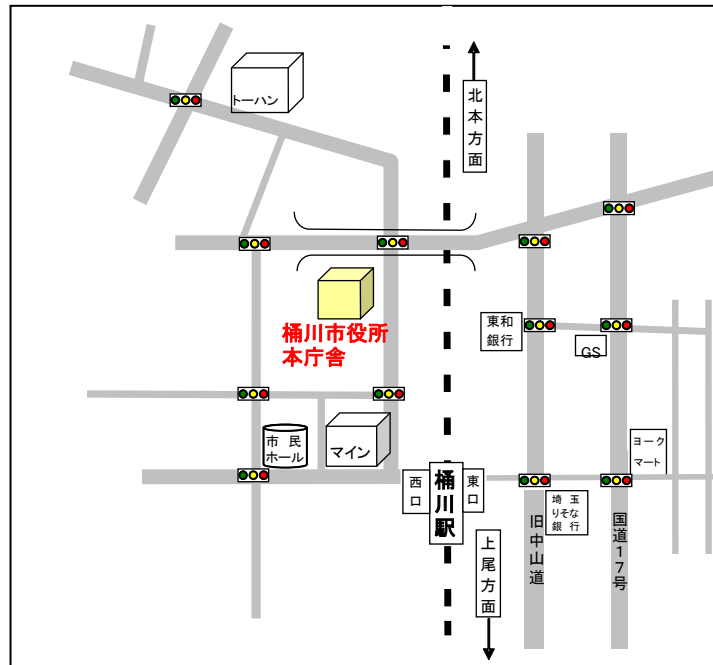 トーハン
北本方面
東和
銀行
GS
桶川市役所
本庁舎
市 民
ホール
マイン
ヨーク
マート
西口
桶川駅
東口
埼 玉
りそな
銀行
旧中山道
国道17号
上尾方面